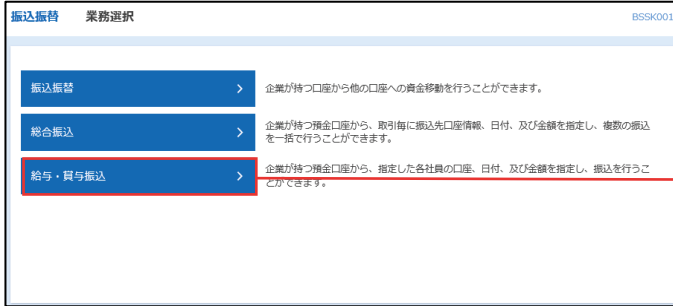 振込振替 業務選択 BSSK001
振込振替 企業が持つ口座から他の口座への資金移動を行うことができます。
総合振込 企業が持つ預金口座から、取引毎に振込先口座情報、日付、及び金額を指定し、複数の振込
を一括で行うことができます。
給与・賞与振込 企業が持つ預金口座から、指定した各社員の口座、日付、及び金額を指定し、振込を行うこ
とができます。